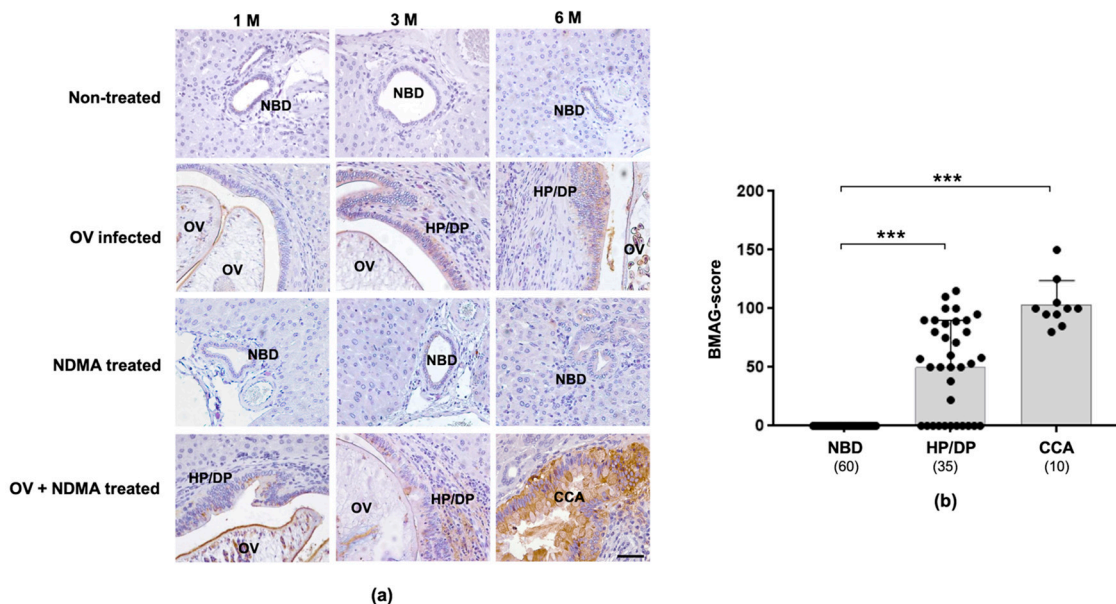 1 M 3 M 6 M
Non-treated
NBD NBD NBD
OV infected
OV OV HP/DP OV HP/DP OV
NDMA treated
NBD NBD NBD
OV + NDMA treated
HP/DP OV OV HP/DP CCA
(a)
***
***
BMAG-score
200
150
100
50
0
NBD HP/DP CCA
(60) (35) (10)
(b)